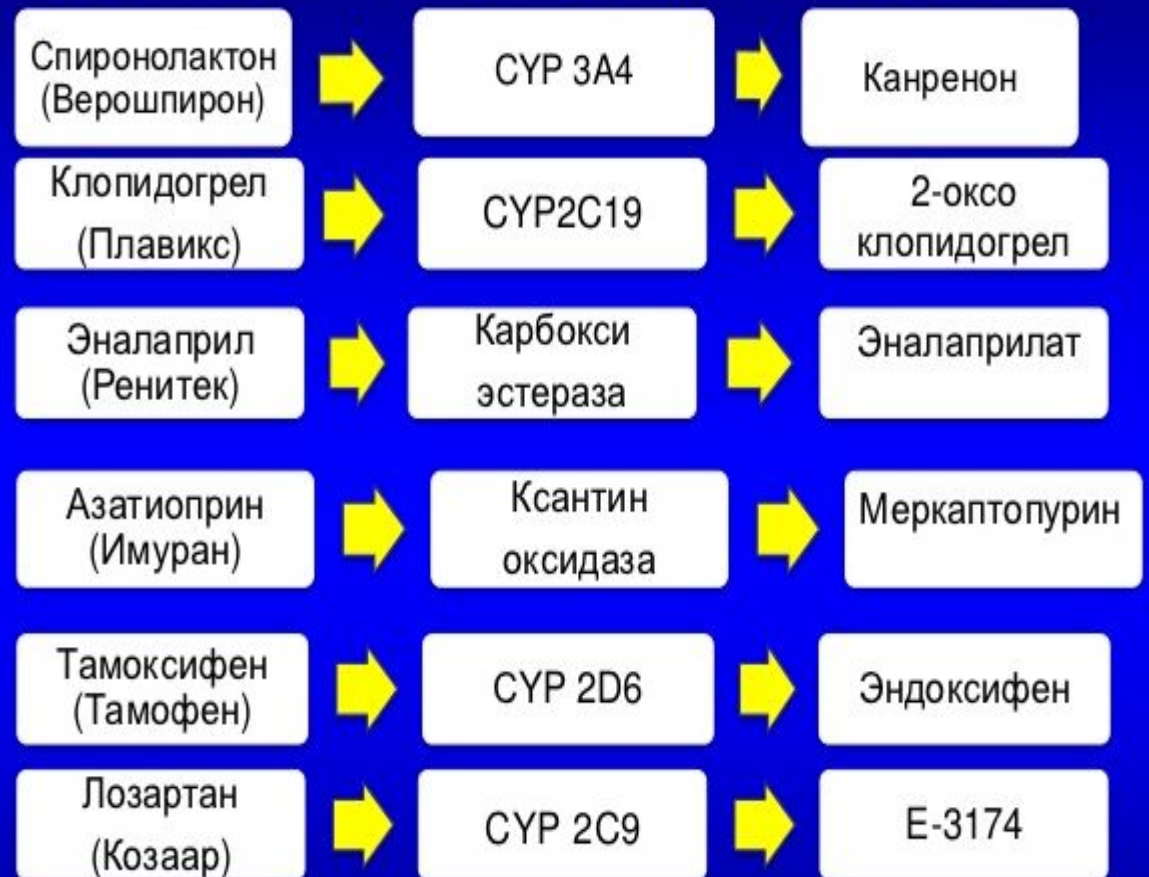 Спиронолактон
(Верошпирон)
CYP 3A4
Канренон
Клопидогрел
(Плавикс)
CYP2C19
2-оксо
клопидогрел
Эналаприл
(Ренитек)
Карбокси
эстераза
Эналаприлат
Азатиоприн
(Имуран)
Ксантин
оксидаза
Меркаптопурин
Тамоксифен
(Тамофен)
CYP 2D6
Эндоксифен
Лозартан
(Козаар)
CYP 2C9
E-3174